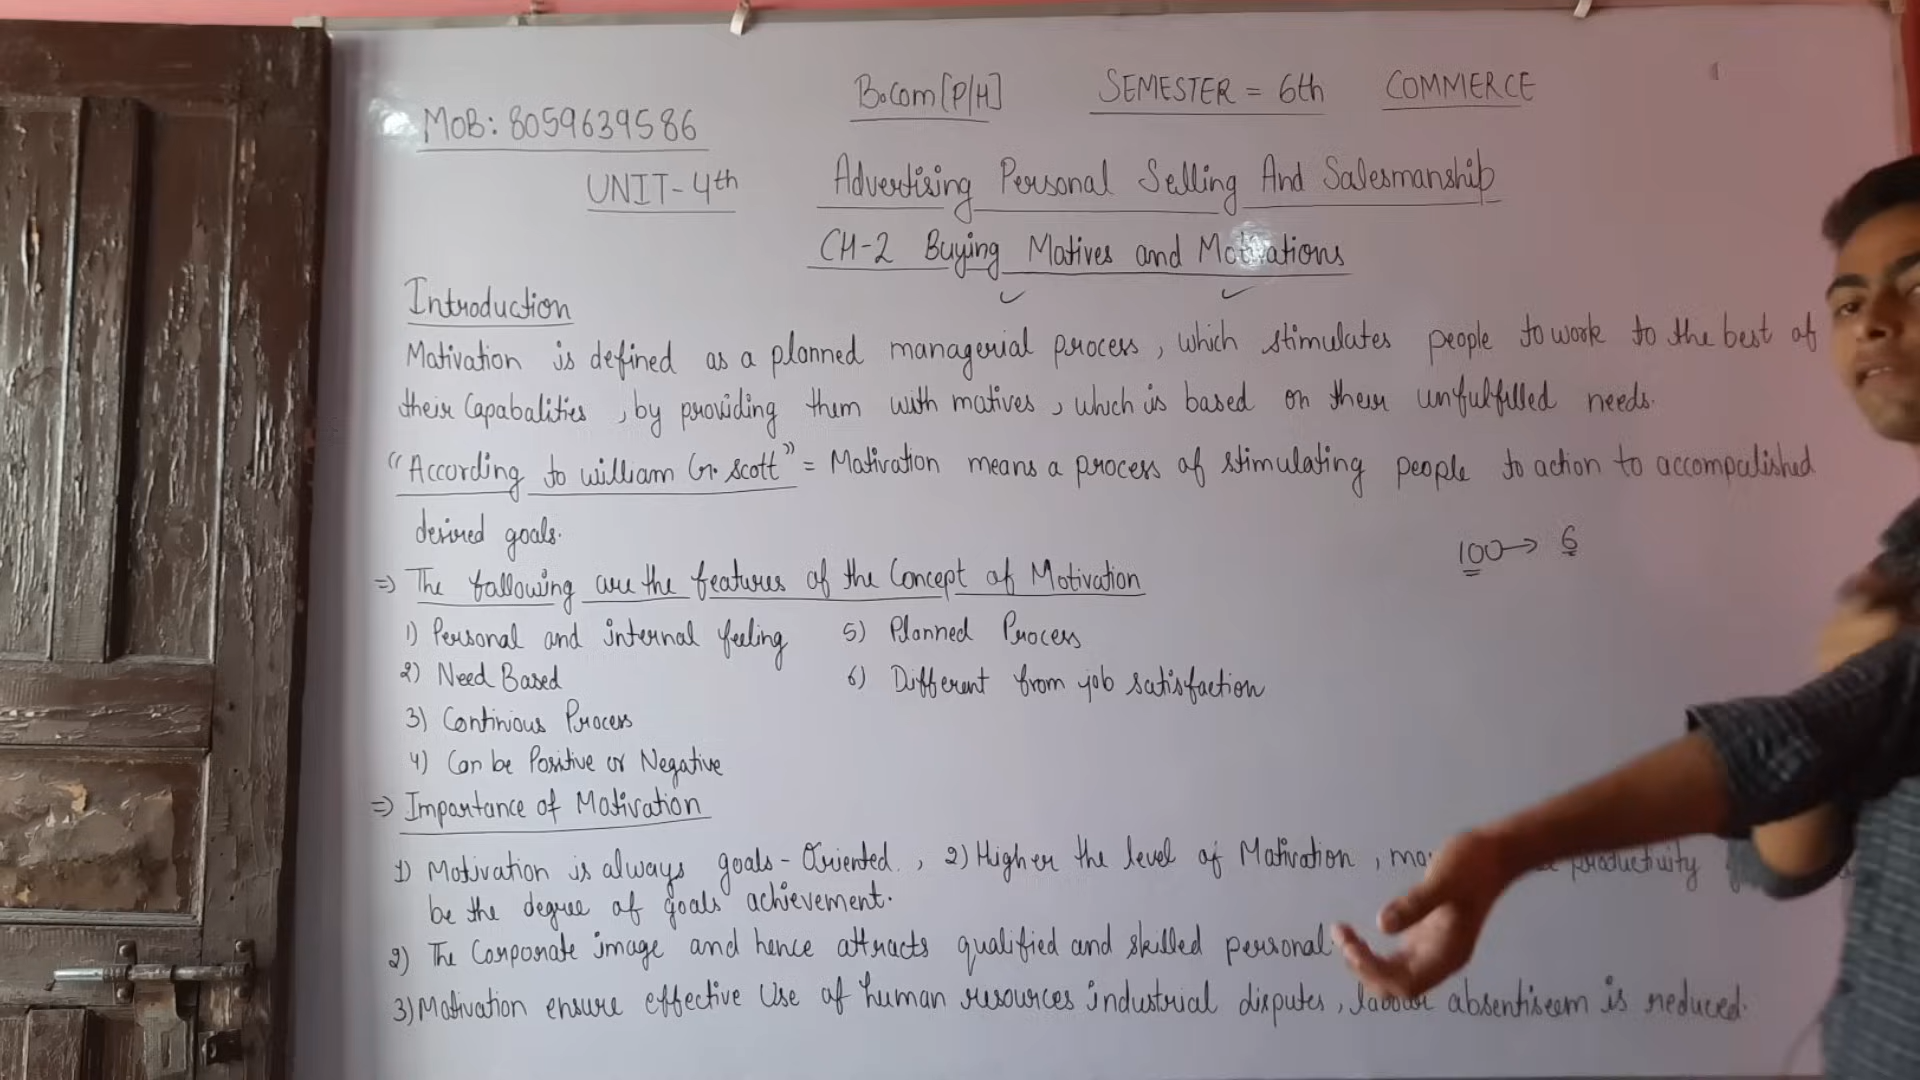 B.com [P/H] SEMESTER = 6th COMMERCE
MOB: 8059639586
UNIT-4th Advertising Personal Selling And Salesmanship
CH-2 Buying Motives and Motivations
Introduction
Motivation is defined as a planned managerial process, which stimulates people to work to the best of
their Capabalities, by providing them with motives, which is based on their unfulfilled needs.
"According to william G. scott" = Motivation means a process of stimulating people to action to accompulished
desired goals.
100 → 6
=) The following are the features of the Concept of Motivation
1) Personal and internal feeling 5) Planned Process
2) Need Based 6) Different from job satisfaction
3) Continious Process
4) Can be Positive or Negative
=) Importance of Motivation
1) Motivation is always goals-Oriented., 2) Higher the level of Motivation, productivity
be the degree of goals achievement.
2) The Corporate image and hence attracts qualified and skilled personal
3) Motivation ensure effective Use of human resources industrial disputes, labour absentiseem is reduced.